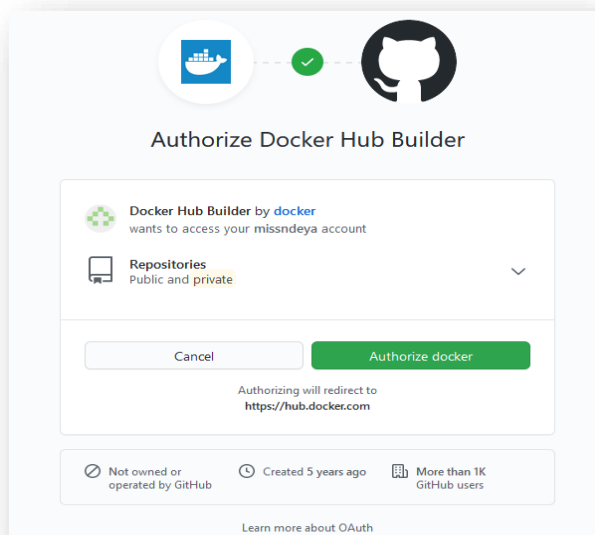 Authorize Docker Hub Builder
Docker Hub Builder by docker
wants to access your missndeya account
Repositories
Public and private
Cancel
Authorize docker
Authorizing will redirect to
https://hub.docker.com
Not owned or
operated by GitHub
Created 5 years ago
More than 1K
GitHub users
Learn more about OAuth